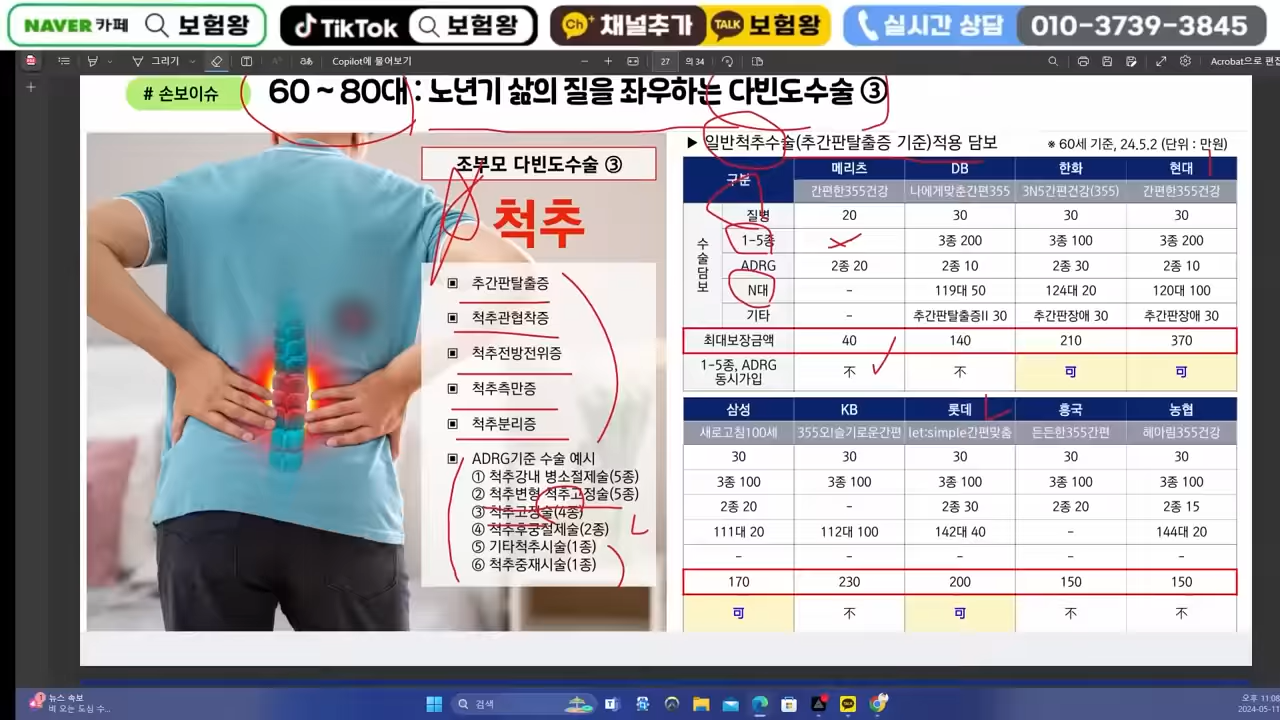 NAVER 카페 보험왕 TikTok 보험왕 Ch+ 채널추가 TALK 보험왕 실시간 상담 010-3739-3845
그리기 aあ Copilot에 물어보기 27 의 34 Acrobat으로 편집
# 손보이슈 60 ~ 80대 : 노년기 삶의 질을 좌우하는 다빈도수술 ③
조부모 다빈도수술 ③
척추
▣ 추간판탈출증
▣ 척추관협착증
▣ 척추전방전위증
▣ 척추측만증
▣ 척추분리증
▣ ADRG기준 수술 예시
① 척추강내 병소절제술(5종)
② 척추변형 척추고정술(5종)
③ 척추고정술(4종)
④ 척추후궁절제술(2종)
⑤ 기타척추시술(1종)
⑥ 척추중재시술(1종)
▶ 일반척추수술(추간판탈출증 기준)적용 담보 ※ 60세 기준, 24.5.2 (단위 : 만원)
구분 메리츠 DB 한화 현대
간편한355건강 나에게맞춘간편355 3N5간편건강(355) 간편한355건강
수술담보
질병 20 30 30 30
1-5종 3종 200 3종 100 3종 200
ADRG 2종 20 2종 10 2종 30 2종 10
N대 - 119대 50 124대 20 120대 100
기타 - 추간판탈출증II 30 추간판장애 30 추간판장애 30
최대보장금액 40 140 210 370
1-5종, ADRG 동시가입 不 不 可 可
삼성 KB 롯데 흥국 농협
새로고침100세 355오!슬기로운간편 let:simple간편맞춤 든든한355간편 헤아림355건강
30 30 30 30 30
3종 100 3종 100 3종 100 3종 100 3종 100
2종 20 - 2종 30 2종 20 2종 15
111대 20 112대 100 142대 40 - 144대 20
- - - - -
170 230 200 150 150
可 不 可 不 不
뉴스 속보
비 오는 도심 수...
검색
오후 11:08
2024-05-11